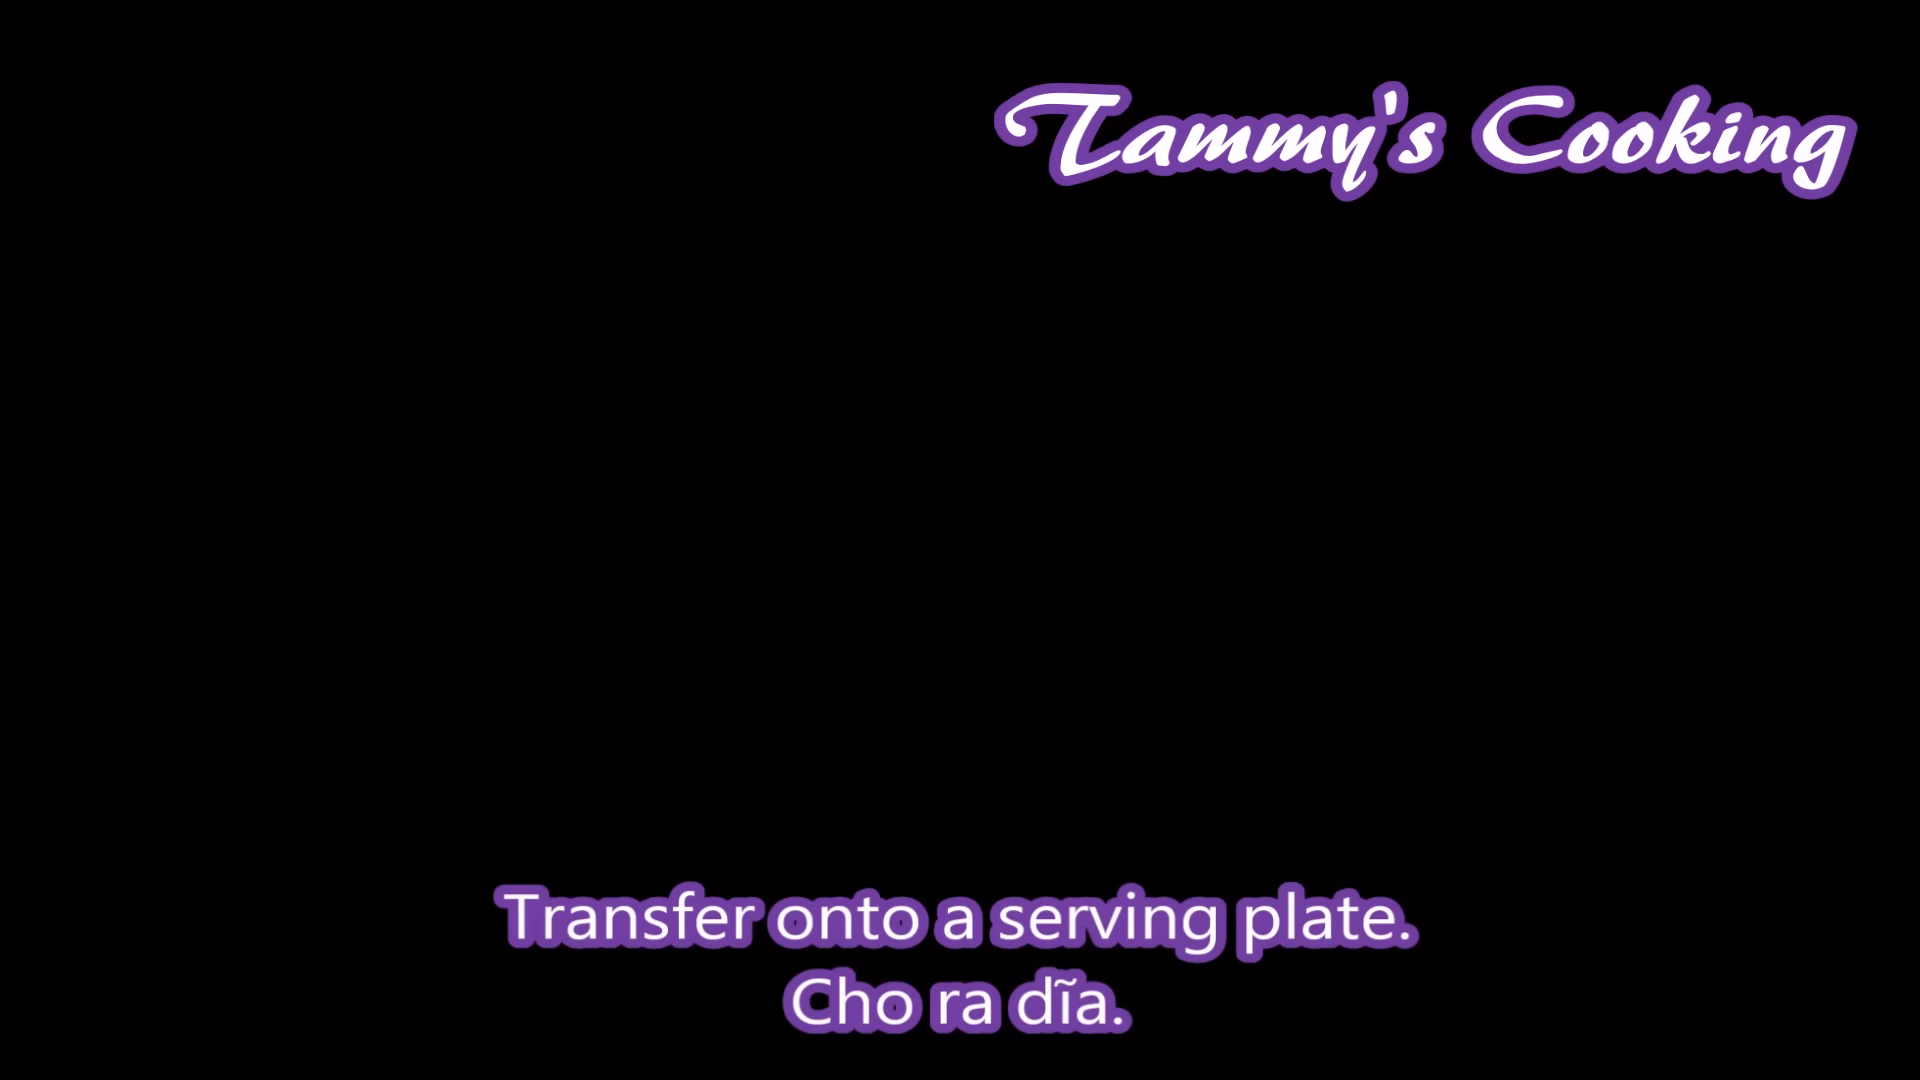 Tammy's Cooking
Transfer onto a serving plate.
Cho ra dĩa.